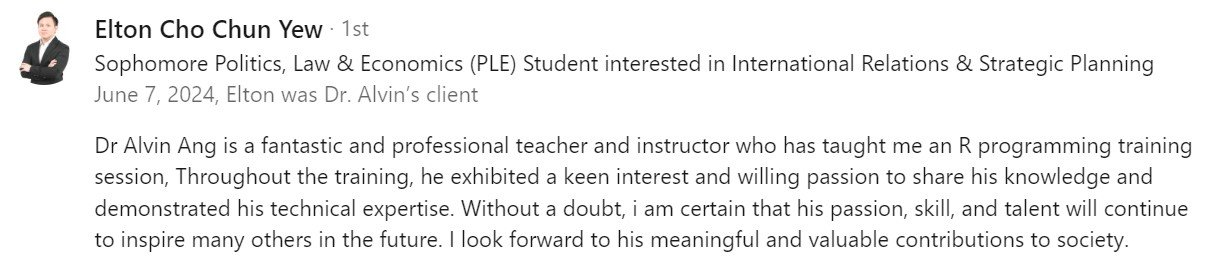 Elton Cho Chun Yew · 1st
Sophomore Politics, Law & Economics (PLE) Student interested in International Relations & Strategic Planning
June 7, 2024, Elton was Dr. Alvin’s client
Dr Alvin Ang is a fantastic and professional teacher and instructor who has taught me an R programming training
session, Throughout the training, he exhibited a keen interest and willing passion to share his knowledge and
demonstrated his technical expertise. Without a doubt, i am certain that his passion, skill, and talent will continue
to inspire many others in the future. I look forward to his meaningful and valuable contributions to society.